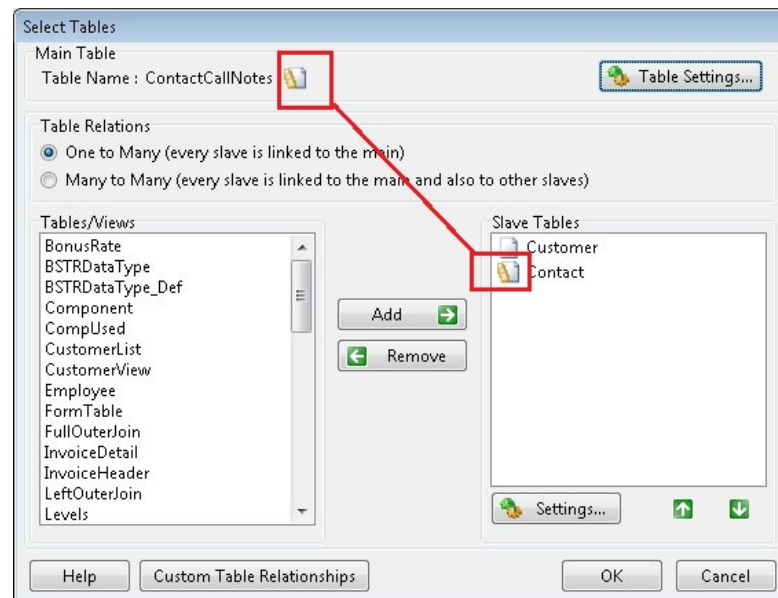 Select Tables
Main Table
Table Name : ContactCallNotes
Table Settings...
Table Relations
One to Many (every slave is linked to the main)
Many to Many (every slave is linked to the main and also to other slaves)
Tables/Views
BonusRate
BSTRDataType
BSTRDataType_Def
Component
CompUsed
CustomerList
CustomerView
Employee
FormTable
FullOuterJoin
InvoiceDetail
InvoiceHeader
LeftOuterJoin
Levels
Add
Remove
Slave Tables
Customer
Contact
Settings...
Help
Custom Table Relationships
OK
Cancel